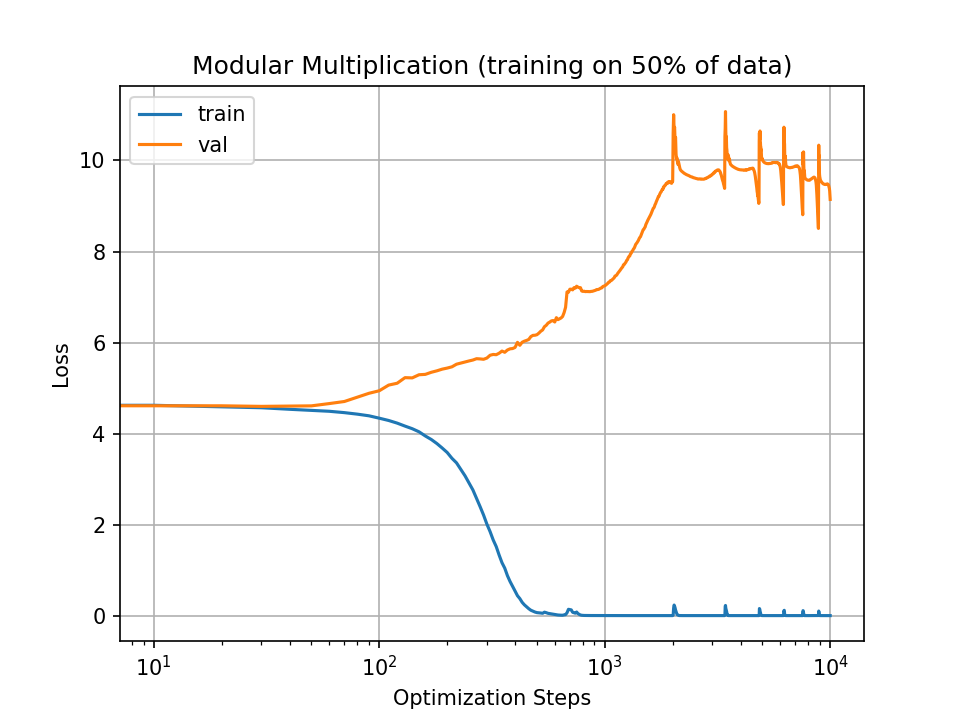 Modular Multiplication (training on 50% of data)
train
val
10
8
6
4
2
0
Loss
10^1
10^2
10^3
10^4
Optimization Steps